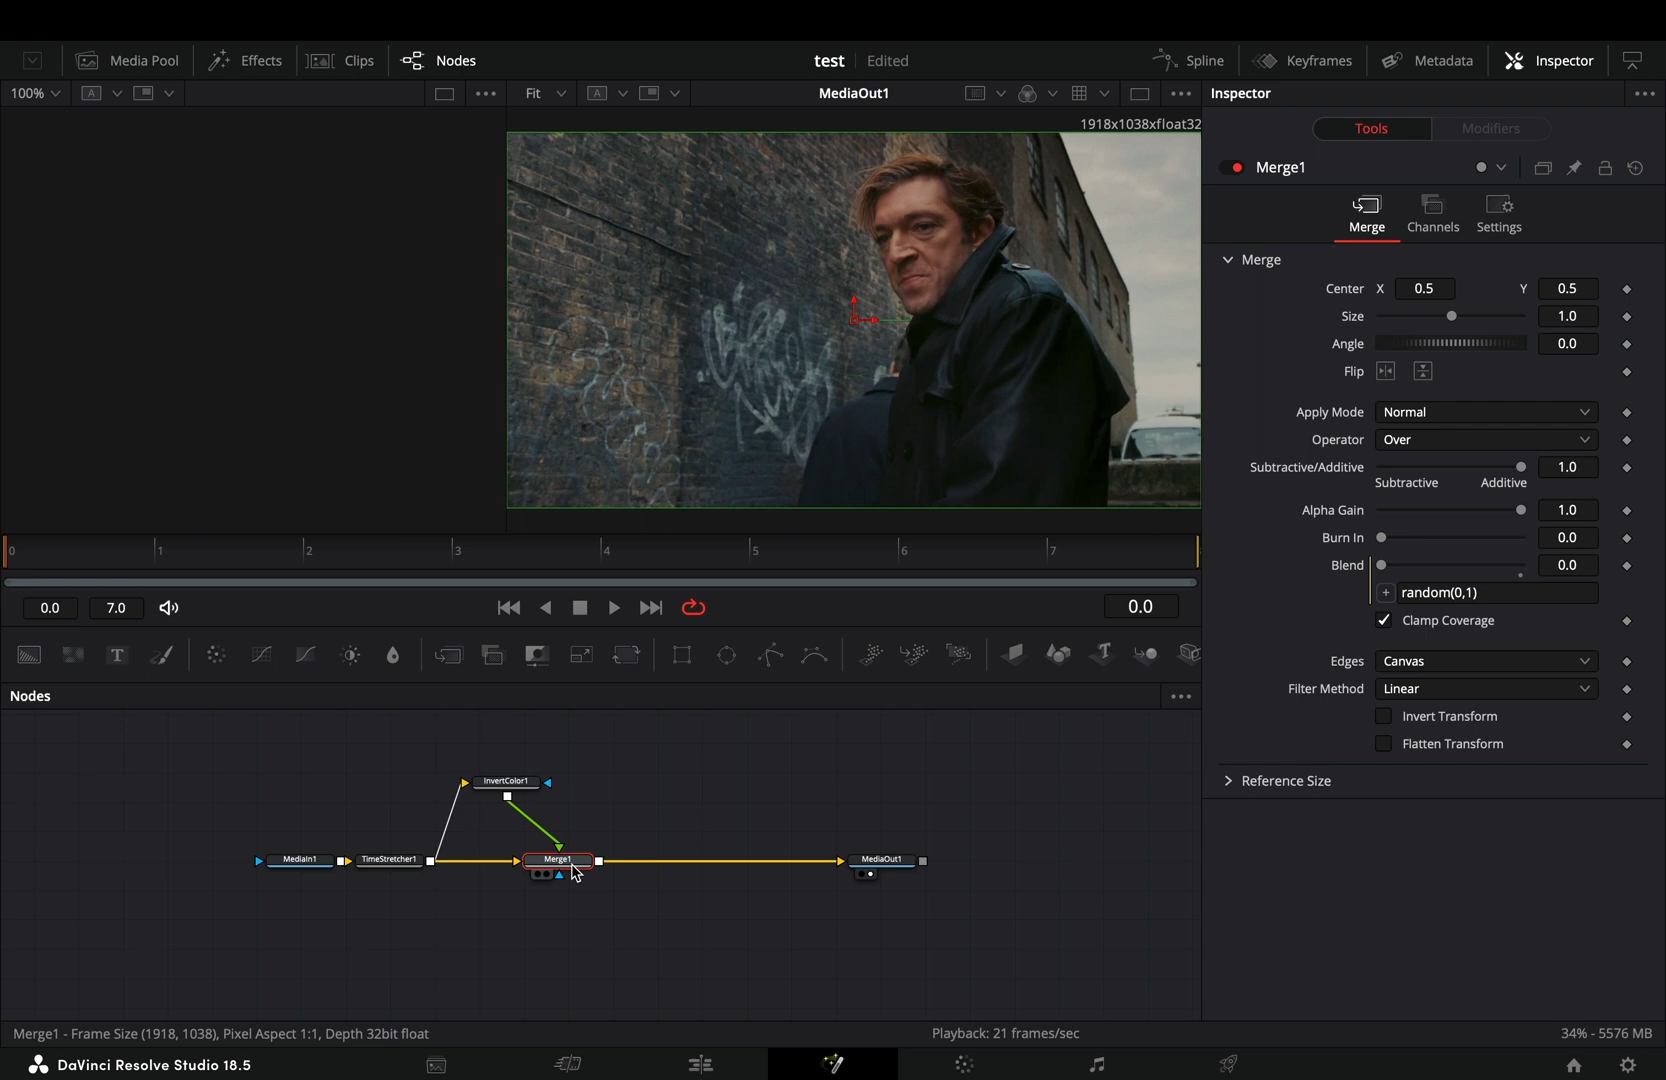 Media Pool Effects Clips Nodes test Edited Spline Keyframes Metadata Inspector
100% A Fit A MediaOut1 Inspector
1918x1038xfloat32
Tools Modifiers
Merge1
Merge Channels Settings
Merge
Center X 0.5 Y 0.5
Size 1.0
Angle 0.0
Flip
Apply Mode Normal
Operator Over
Subtractive/Additive 1.0
Subtractive Additive
Alpha Gain 1.0
Burn In 0.0
Blend 0.0
random(0,1)
Clamp Coverage
Edges Canvas
Filter Method Linear
Invert Transform
Flatten Transform
Reference Size
0 1 2 3 4 5 6 7
0.0 7.0 0.0
T T
Nodes
InvertColor1
MediaIn1 TimeStretcher1 Merge1 MediaOut1
Merge1 - Frame Size (1918, 1038), Pixel Aspect 1:1, Depth 32bit float Playback: 21 frames/sec 34% - 5576 MB
DaVinci Resolve Studio 18.5